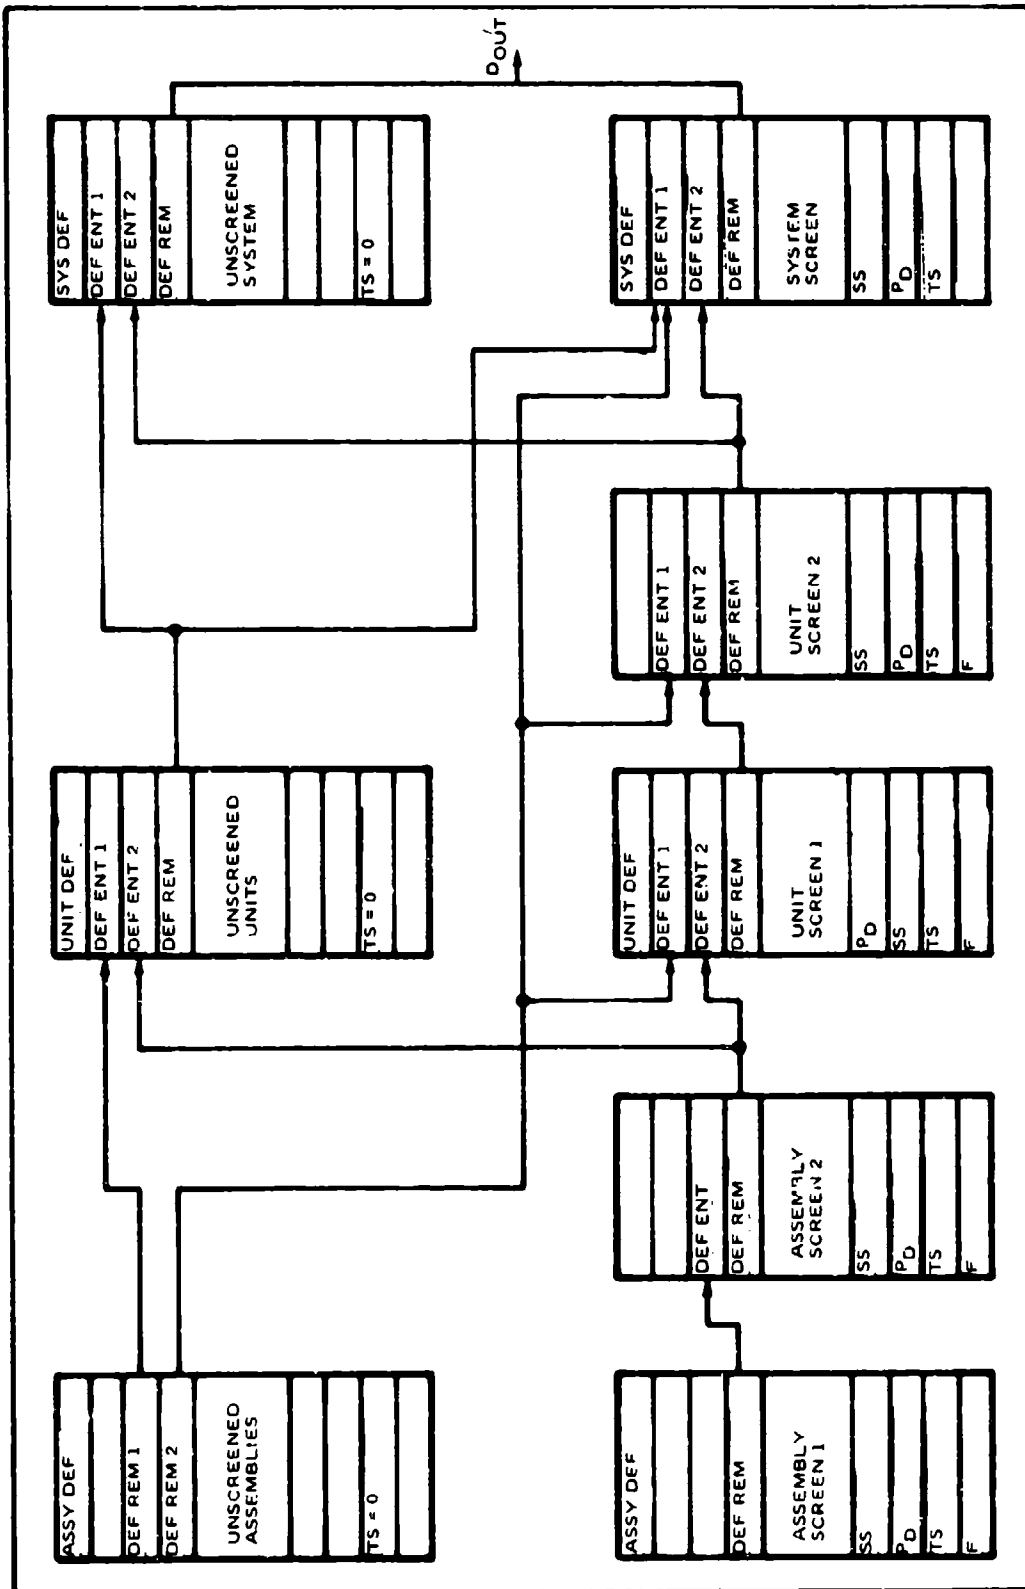 ASSY DEF
DEF REM 1
DEF REM 2
UNSCREENED
ASSEMBLIES
TS = 0
UNIT DEF
DEF ENT 1
DEF ENT 2
DEF REM
UNSCREENED
UNITS
TS = 0
SYS DEF
DEF ENT 1
DEF ENT 2
DEF REM
UNSCREENED
SYSTEM
TS = 0
DOUT
ASSY DEF
DEF REM
ASSEMBLY
SCREEN 1
SS
PD
TS
F
DEF ENT
DEF REM
ASSEMBLY
SCREEN 2
SS
PD
TS
F
UNIT DEF
DEF ENT 1
DEF ENT 2
DEF REM
UNIT
SCREEN 1
PD
SS
TS
F
DEF ENT 1
DEF ENT 2
DEF REM
UNIT
SCREEN 2
SS
PD
TS
F
SYS DEF
DEF ENT 1
DEF ENT 2
DEF REM
SYSTEM
SCREEN
SS
PD
TS